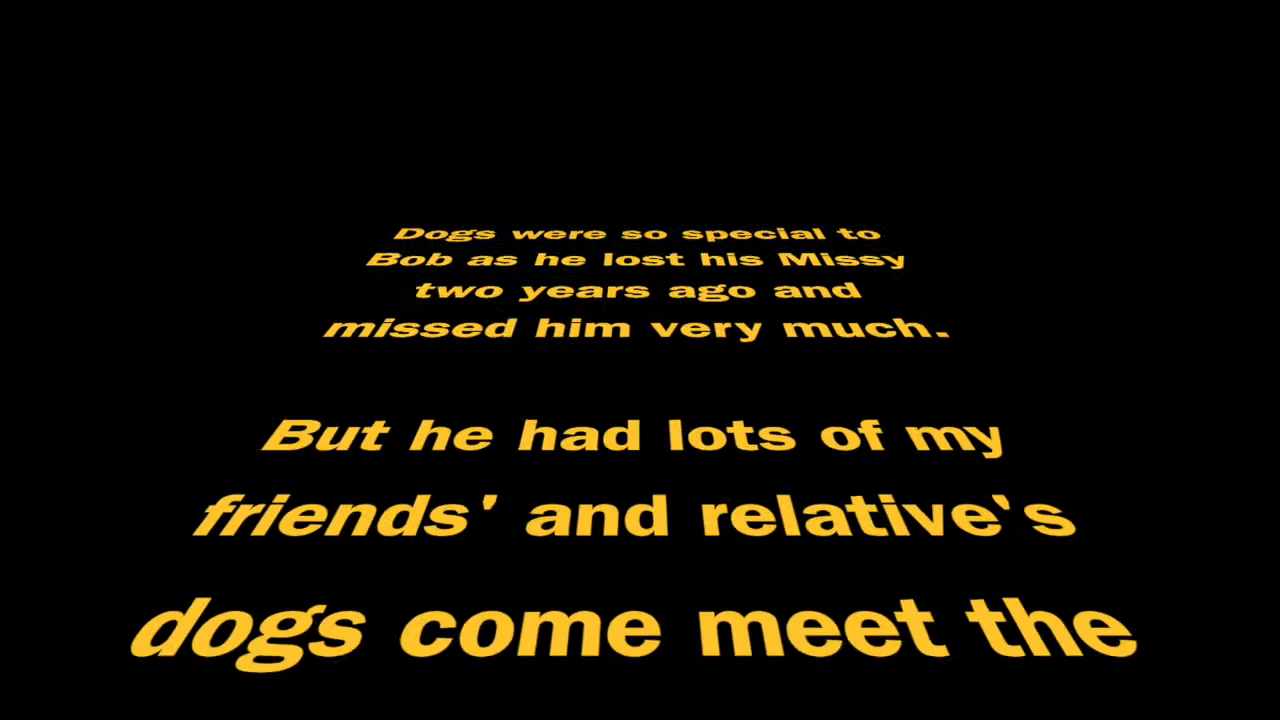 Dogs were so special to
Bob as he lost his Missy
two years ago and
missed him very much.
But he had lots of my
friends' and relative's
dogs come meet the